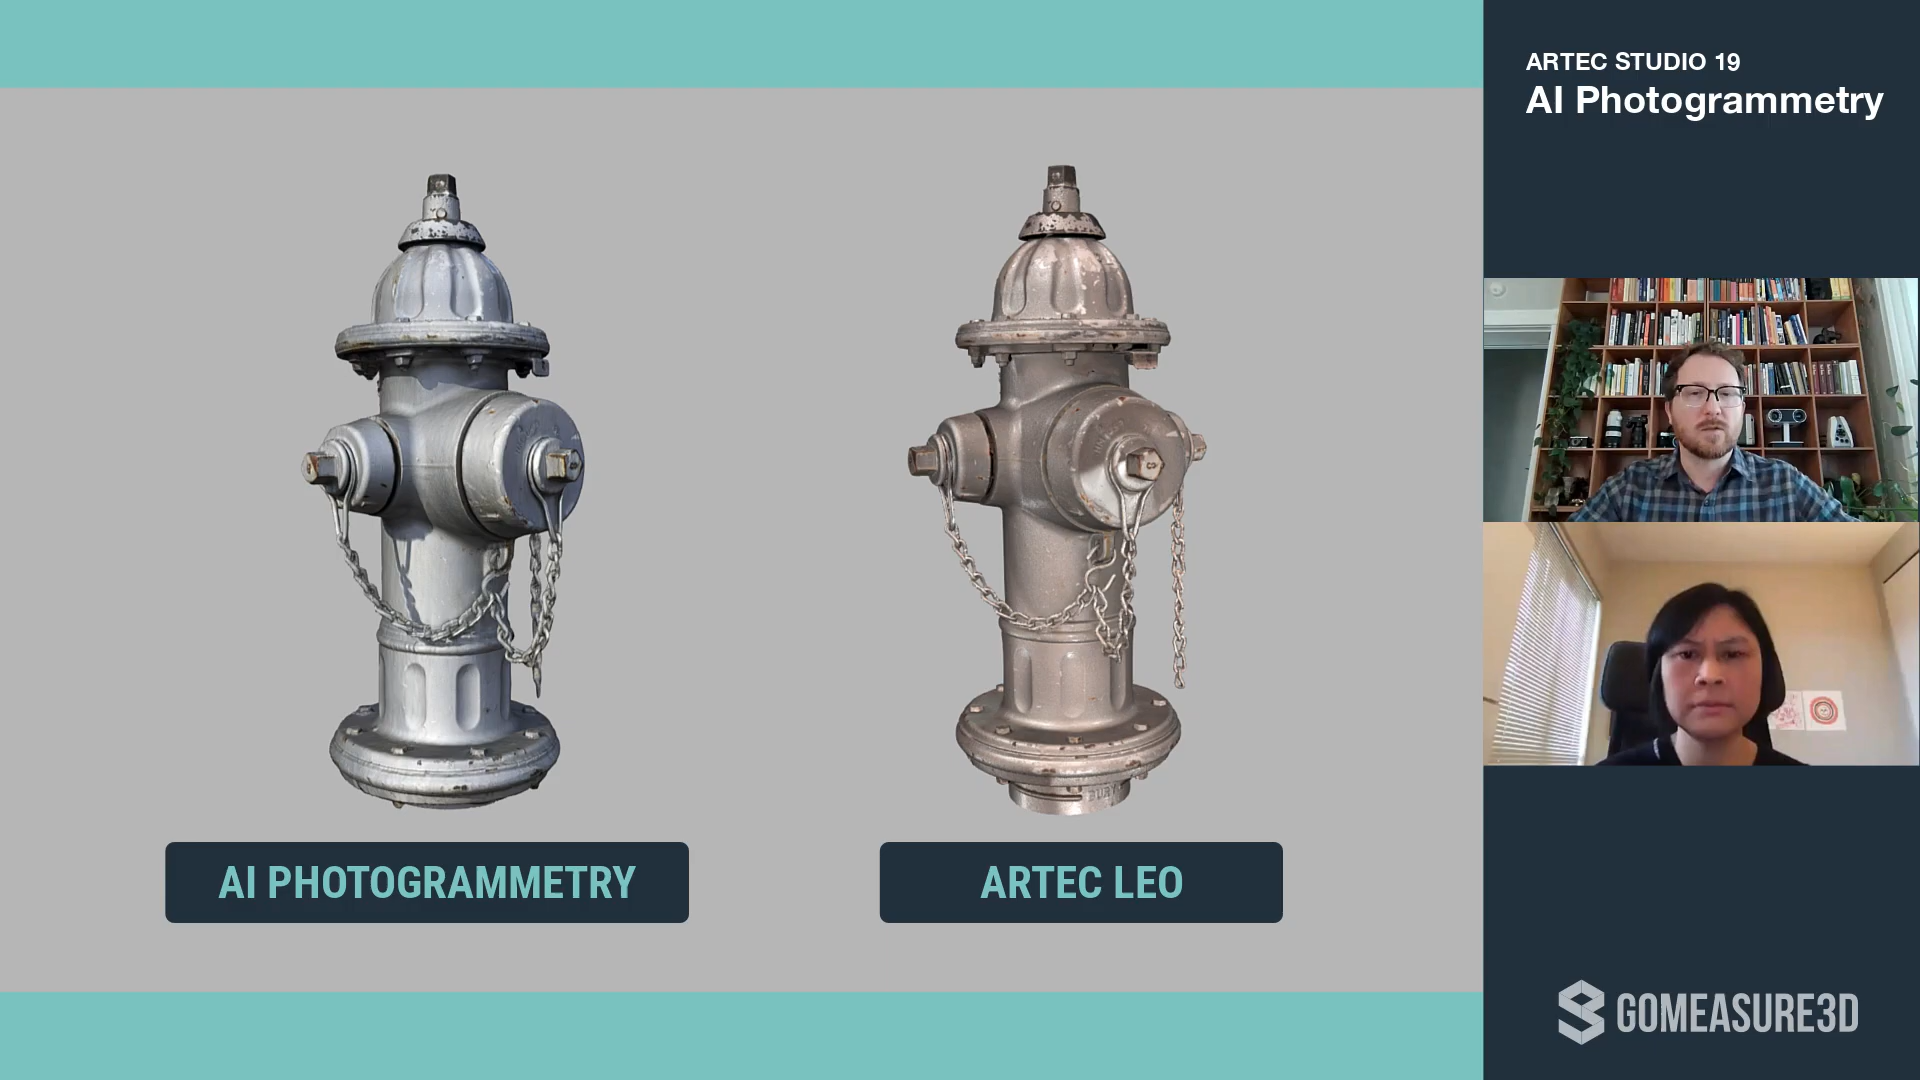 ARTEC STUDIO 19
AI Photogrammetry
AI PHOTOGRAMMETRY
ARTEC LEO
GOMEASURE3D